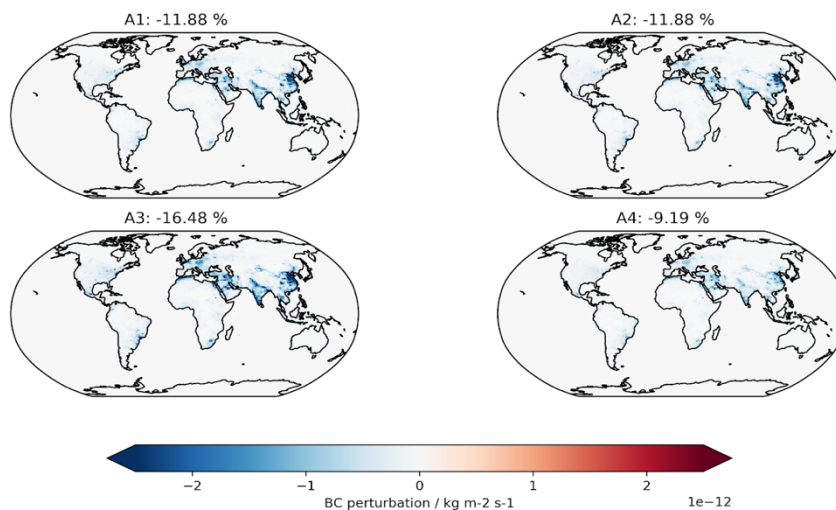 A1: -11.88 %
A2: -11.88 %
A3: -16.48 %
A4: -9.19 %
−2 −1 0 1 2
BC perturbation / kg m-2 s-1
1e−12